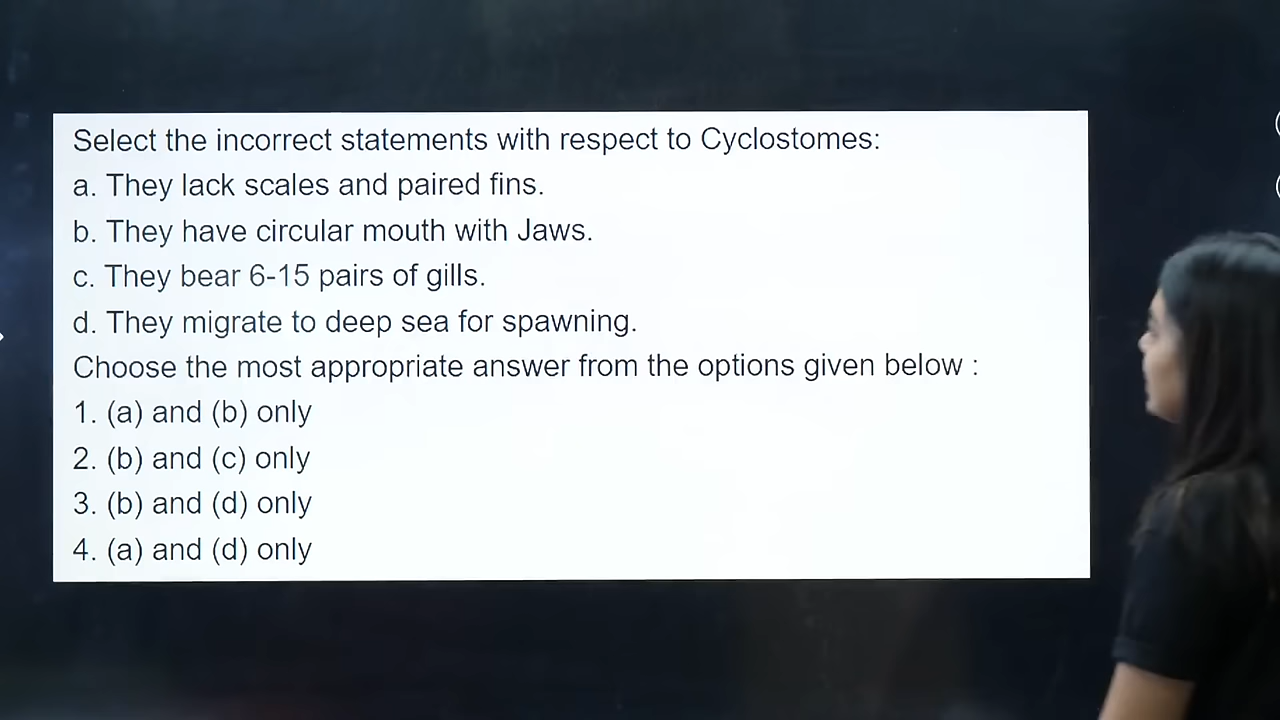 Select the incorrect statements with respect to Cyclostomes:
a. They lack scales and paired fins.
b. They have circular mouth with Jaws.
c. They bear 6-15 pairs of gills.
d. They migrate to deep sea for spawning.
Choose the most appropriate answer from the options given below :
1. (a) and (b) only
2. (b) and (c) only
3. (b) and (d) only
4. (a) and (d) only